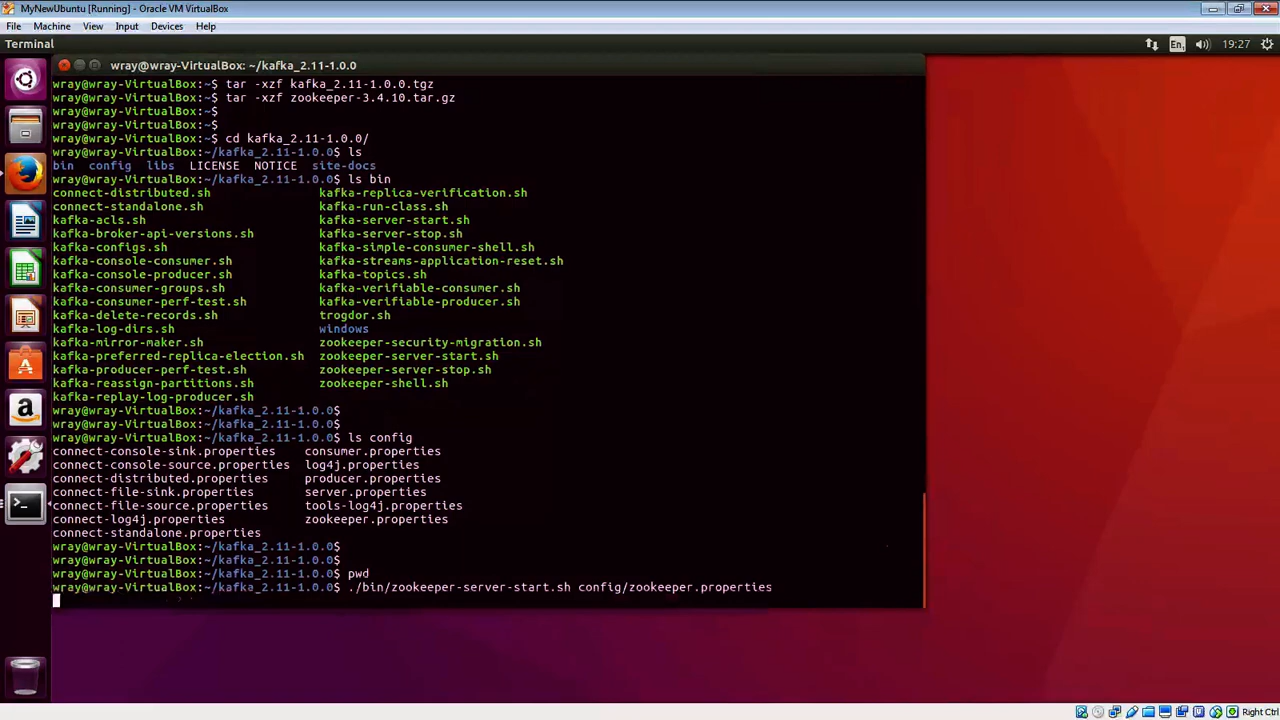 MyNewUbuntu [Running] - Oracle VM VirtualBox
File Machine View Input Devices Help
Terminal En 19:27
wray@wray-VirtualBox: ~/kafka_2.11-1.0.0
wray@wray-VirtualBox:~$ tar -xzf kafka_2.11-1.0.0.tgz
wray@wray-VirtualBox:~$ tar -xzf zookeeper-3.4.10.tar.gz
wray@wray-VirtualBox:~$
wray@wray-VirtualBox:~$
wray@wray-VirtualBox:~$ cd kafka_2.11-1.0.0/
wray@wray-VirtualBox:~/kafka_2.11-1.0.0$ ls
bin config libs LICENSE NOTICE site-docs
wray@wray-VirtualBox:~/kafka_2.11-1.0.0$ ls bin
connect-distributed.sh kafka-replica-verification.sh
connect-standalone.sh kafka-run-class.sh
kafka-acls.sh kafka-server-start.sh
kafka-broker-api-versions.sh kafka-server-stop.sh
kafka-configs.sh kafka-simple-consumer-shell.sh
kafka-console-consumer.sh kafka-streams-application-reset.sh
kafka-console-producer.sh kafka-topics.sh
kafka-consumer-groups.sh kafka-verifiable-consumer.sh
kafka-consumer-perf-test.sh kafka-verifiable-producer.sh
kafka-delete-records.sh trogdor.sh
kafka-log-dirs.sh windows
kafka-mirror-maker.sh zookeeper-security-migration.sh
kafka-preferred-replica-election.sh zookeeper-server-start.sh
kafka-producer-perf-test.sh zookeeper-server-stop.sh
kafka-reassign-partitions.sh zookeeper-shell.sh
kafka-replay-log-producer.sh
wray@wray-VirtualBox:~/kafka_2.11-1.0.0$
wray@wray-VirtualBox:~/kafka_2.11-1.0.0$
wray@wray-VirtualBox:~/kafka_2.11-1.0.0$ ls config
connect-console-sink.properties consumer.properties
connect-console-source.properties log4j.properties
connect-distributed.properties producer.properties
connect-file-sink.properties server.properties
connect-file-source.properties tools-log4j.properties
connect-log4j.properties zookeeper.properties
connect-standalone.properties
wray@wray-VirtualBox:~/kafka_2.11-1.0.0$
wray@wray-VirtualBox:~/kafka_2.11-1.0.0$
wray@wray-VirtualBox:~/kafka_2.11-1.0.0$ pwd
wray@wray-VirtualBox:~/kafka_2.11-1.0.0$ ./bin/zookeeper-server-start.sh config/zookeeper.properties
Right Ctrl